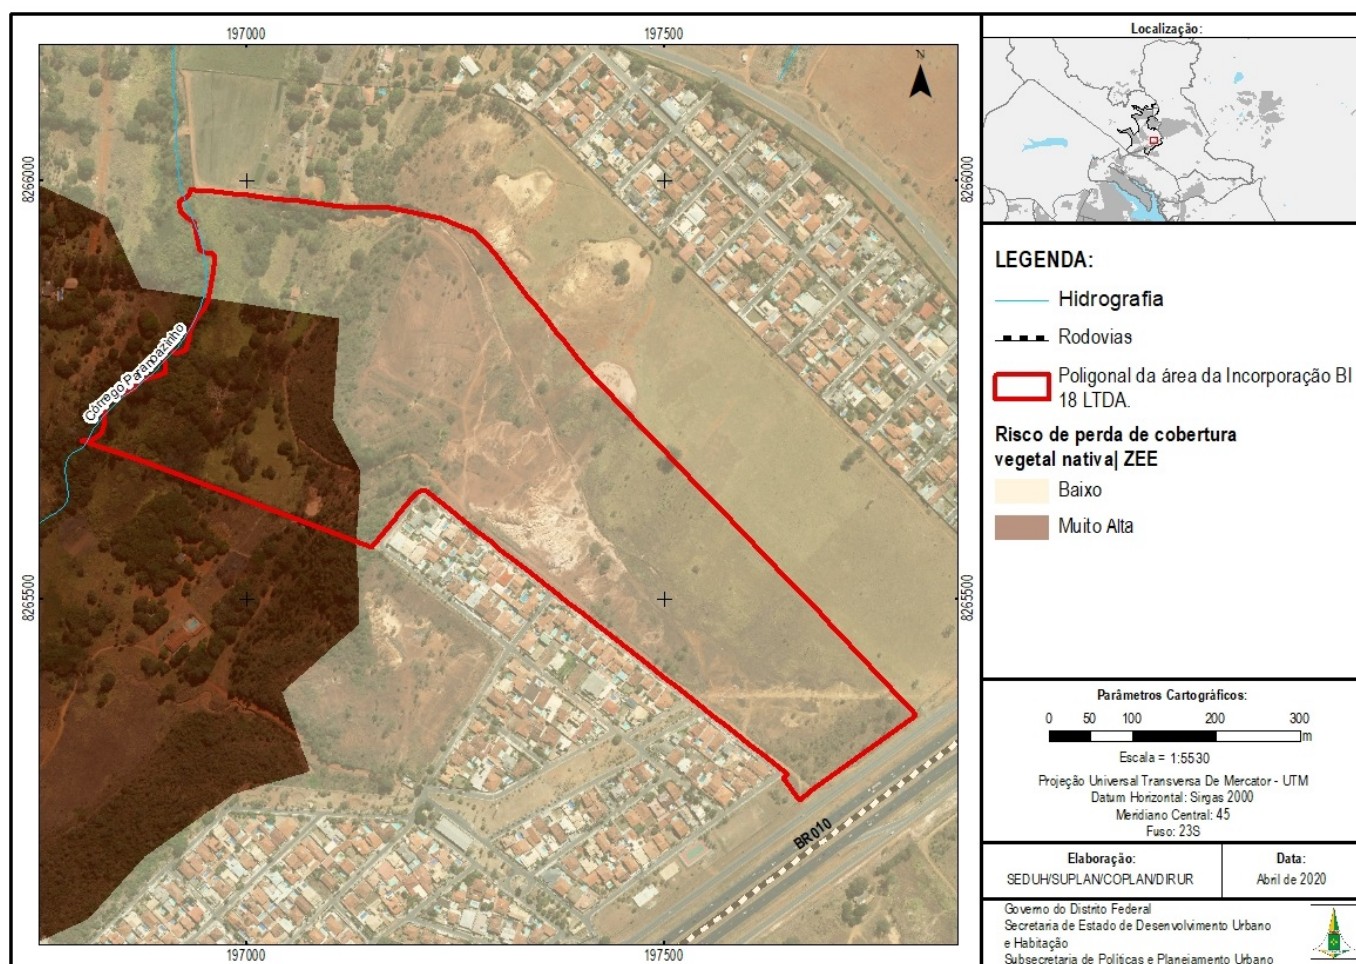 197000
197500
Localização:
N
8266000
8266000
LEGENDA:
Hidrografia
Rodovias
Poligonal da área da Incorporação BI
18 LTDA.
Risco de perda de cobertura
vegetal nativa| ZEE
Baixo
Muito Alta
Córrego Paranoazinho
8265500
8265500
BR010
Parâmetros Cartográficos:
0 50 100 200 300
m
Escala = 1:5530
Projeção Universal Transversa De Mercator - UTM
Datum Horizontal: Sirgas 2000
Meridiano Central: 45
Fuso: 23S
Elaboração:
SEDUH/SUPLAN/COPLAN/DIRUR
Data:
Abril de 2020
Governo do Distrito Federal
Secretaria de Estado de Desenvolvimento Urbano
e Habitação
Subsecretaria de Políticas e Planejamento Urbano
197000
197500